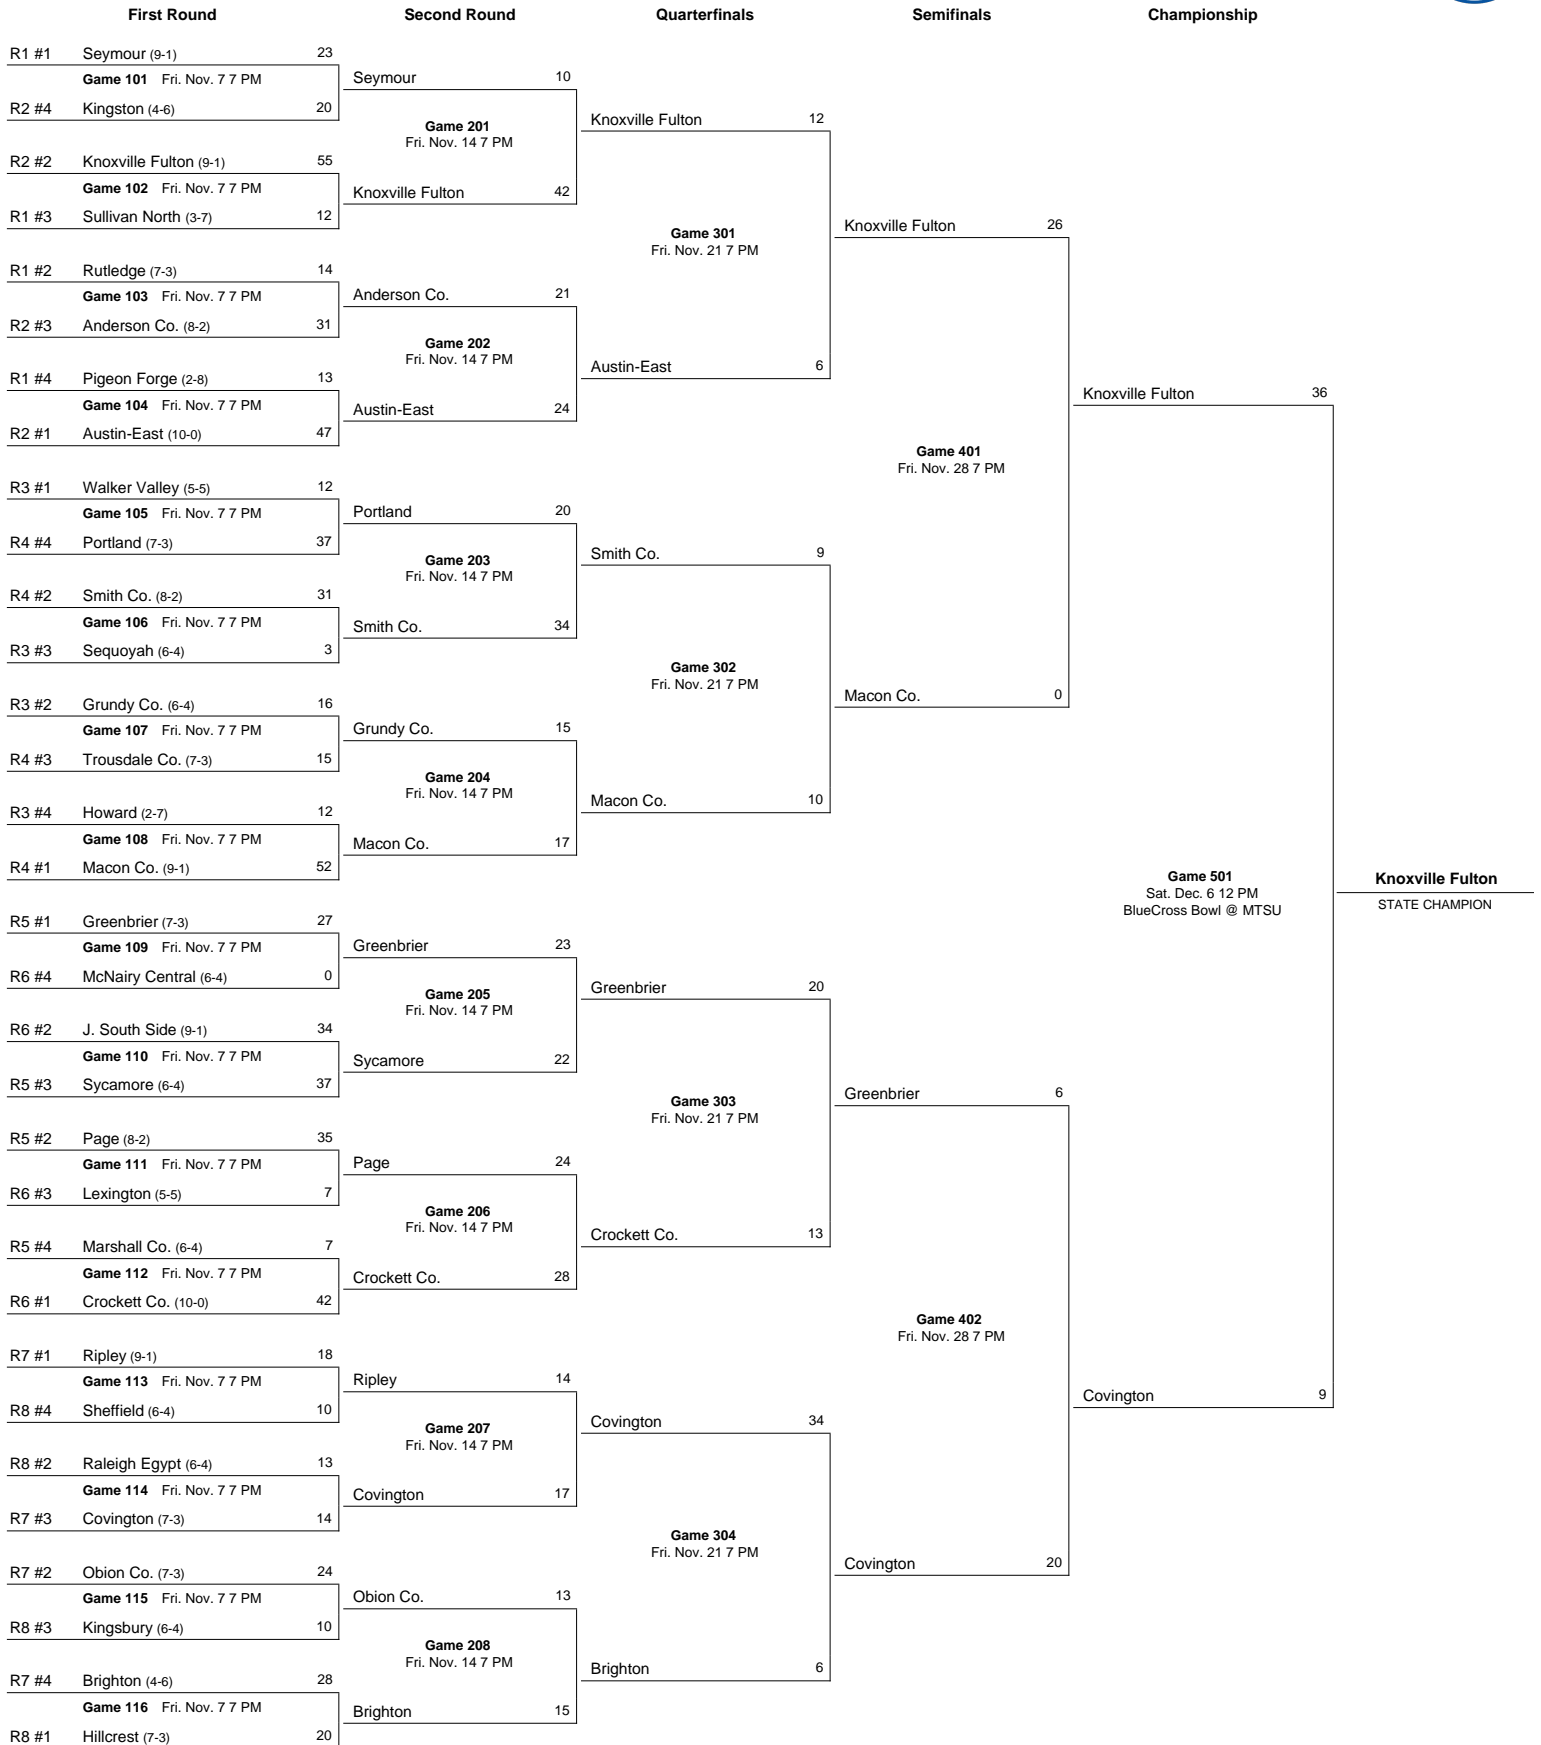 First Round Second Round Quarterfinals Semifinals Championship
R1 #1 Seymour (9-1) 23
Game 101 Fri. Nov. 7 7 PM
R2 #4 Kingston (4-6) 20
R2 #2 Knoxville Fulton (9-1) 55
Game 102 Fri. Nov. 7 7 PM
R1 #3 Sullivan North (3-7) 12
R1 #2 Rutledge (7-3) 14
Game 103 Fri. Nov. 7 7 PM
R2 #3 Anderson Co. (8-2) 31
R1 #4 Pigeon Forge (2-8) 13
Game 104 Fri. Nov. 7 7 PM
R2 #1 Austin-East (10-0) 47
R3 #1 Walker Valley (5-5) 12
Game 105 Fri. Nov. 7 7 PM
R4 #4 Portland (7-3) 37
R4 #2 Smith Co. (8-2) 31
Game 106 Fri. Nov. 7 7 PM
R3 #3 Sequoyah (6-4) 3
R3 #2 Grundy Co. (6-4) 16
Game 107 Fri. Nov. 7 7 PM
R4 #3 Trousdale Co. (7-3) 15
R3 #4 Howard (2-7) 12
Game 108 Fri. Nov. 7 7 PM
R4 #1 Macon Co. (9-1) 52
R5 #1 Greenbrier (7-3) 27
Game 109 Fri. Nov. 7 7 PM
R6 #4 McNairy Central (6-4) 0
R6 #2 J. South Side (9-1) 34
Game 110 Fri. Nov. 7 7 PM
R5 #3 Sycamore (6-4) 37
R5 #2 Page (8-2) 35
Game 111 Fri. Nov. 7 7 PM
R6 #3 Lexington (5-5) 7
R5 #4 Marshall Co. (6-4) 7
Game 112 Fri. Nov. 7 7 PM
R6 #1 Crockett Co. (10-0) 42
R7 #1 Ripley (9-1) 18
Game 113 Fri. Nov. 7 7 PM
R8 #4 Sheffield (6-4) 10
R8 #2 Raleigh Egypt (6-4) 13
Game 114 Fri. Nov. 7 7 PM
R7 #3 Covington (7-3) 14
R7 #2 Obion Co. (7-3) 24
Game 115 Fri. Nov. 7 7 PM
R8 #3 Kingsbury (6-4) 10
R7 #4 Brighton (4-6) 28
Game 116 Fri. Nov. 7 7 PM
R8 #1 Hillcrest (7-3) 20
Seymour 10
Game 201
Fri. Nov. 14 7 PM
Knoxville Fulton 42
Anderson Co. 21
Game 202
Fri. Nov. 14 7 PM
Austin-East 24
Portland 20
Game 203
Fri. Nov. 14 7 PM
Smith Co. 34
Grundy Co. 15
Game 204
Fri. Nov. 14 7 PM
Macon Co. 17
Greenbrier 23
Game 205
Fri. Nov. 14 7 PM
Sycamore 22
Page 24
Game 206
Fri. Nov. 14 7 PM
Crockett Co. 28
Ripley 14
Game 207
Fri. Nov. 14 7 PM
Covington 17
Obion Co. 13
Game 208
Fri. Nov. 14 7 PM
Brighton 15
Knoxville Fulton 12
Game 301
Fri. Nov. 21 7 PM
Austin-East 6
Smith Co. 9
Game 302
Fri. Nov. 21 7 PM
Macon Co. 10
Greenbrier 20
Game 303
Fri. Nov. 21 7 PM
Crockett Co. 13
Covington 34
Game 304
Fri. Nov. 21 7 PM
Brighton 6
Knoxville Fulton 26
Game 401
Fri. Nov. 28 7 PM
Macon Co. 0
Greenbrier 6
Game 402
Fri. Nov. 28 7 PM
Covington 20
Knoxville Fulton 36
Game 501
Sat. Dec. 6 12 PM
BlueCross Bowl @ MTSU
Covington 9
Knoxville Fulton
STATE CHAMPION